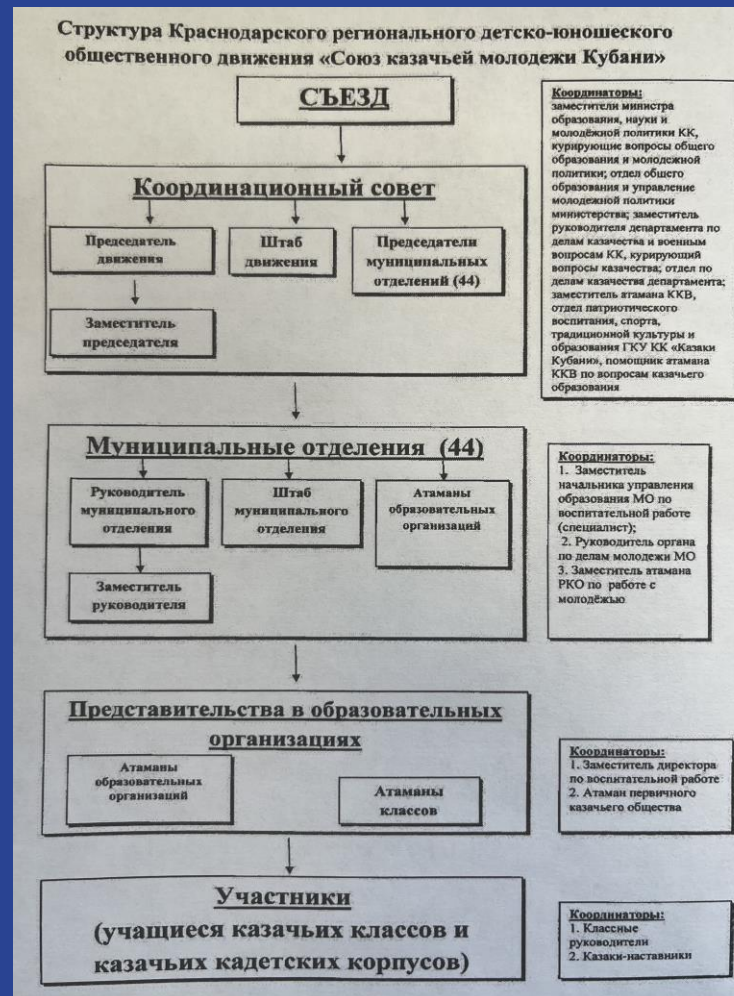 Структура Краснодарского регионального детско-юношеского
общественного движения «Союз казачьей молодежи Кубани»
СЪЕЗД
Координаторы:
заместители министра
образования, науки и
молодёжной политики КК,
курирующие вопросы общего
образования и молодежной
политики; отдел общего
образования и управление
молодежной политики
министерства; заместитель
руководителя департамента по
делам казачества и военным
вопросам КК, курирующий
вопросы казачества; отдел по
делам казачества департамента;
заместитель атамана ККВ,
отдел патриотического
воспитания, спорта,
традиционной культуры и
образования ГКУ КК «Казаки
Кубани», помощник атамана
ККВ по вопросам казачьего
образования
Координационный совет
Председатель
движения
Штаб
движения
Председатели
муниципальных
отделений (44)
Заместитель
председателя
Муниципальные отделения (44)
Руководитель
муниципального
отделения
Штаб
муниципального
отделения
Атаманы
образовательных
организаций
Заместитель
руководителя
Координаторы:
1. Заместитель
начальника управления
образования МО по
воспитательной работе
(специалист);
2. Руководитель органа
по делам молодежи МО
3. Заместитель атамана
РКО по работе с
молодёжью
Представительства в образовательных
организациях
Атаманы
образовательных
организаций
Атаманы
классов
Координаторы:
1. Заместитель директора
по воспитательной работе
2. Атаман первичного
казачьего общества
Участники
(учащиеся казачьих классов и
казачьих кадетских корпусов)
Координаторы:
1. Классные
руководители
2. Казаки-наставники